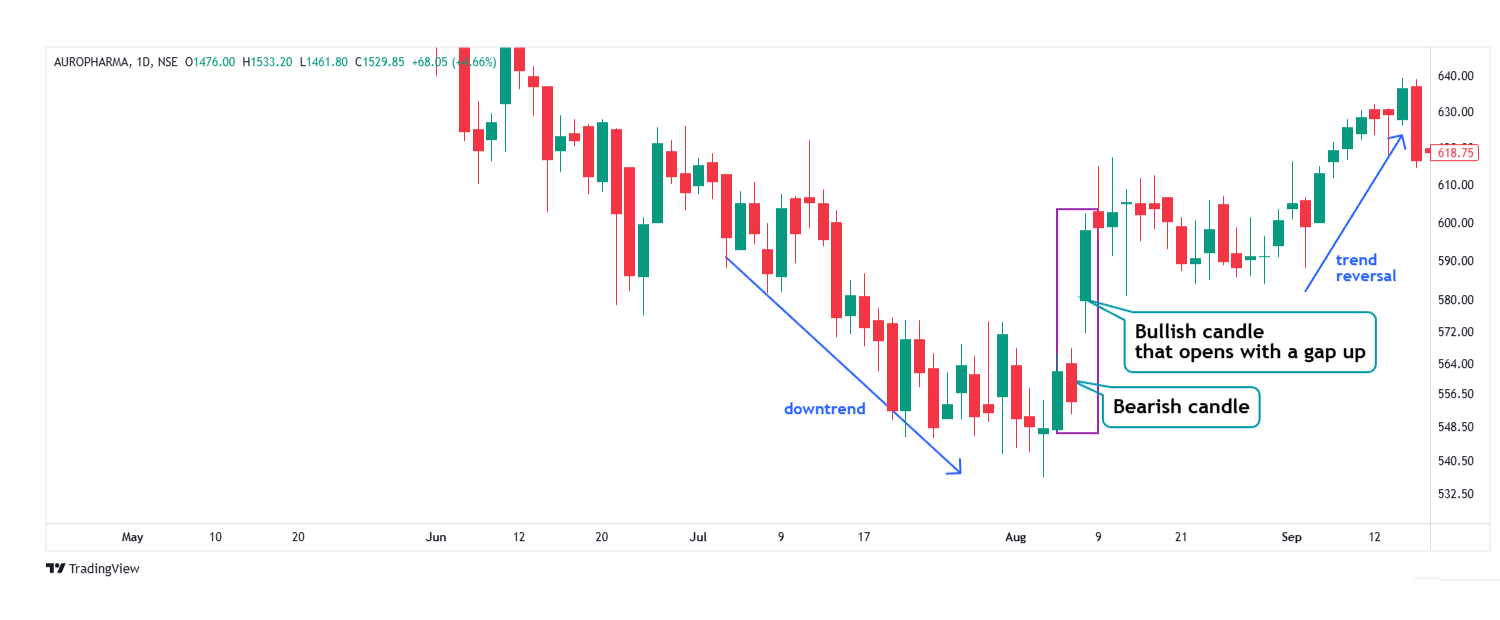 AUROPHARMA, 1D, NSE O1476.00 H1533.20 L1461.80 C1529.85 +68.05 (+4.66%)
640.00
630.00
618.75
610.00
600.00
590.00
580.00
572.00
564.00
556.50
548.50
540.50
532.50
trend
reversal
Bullish candle
that opens with a gap up
Bearish candle
downtrend
May 10 20 Jun 12 20 Jul 9 17 Aug 9 21 Sep 12
TradingView